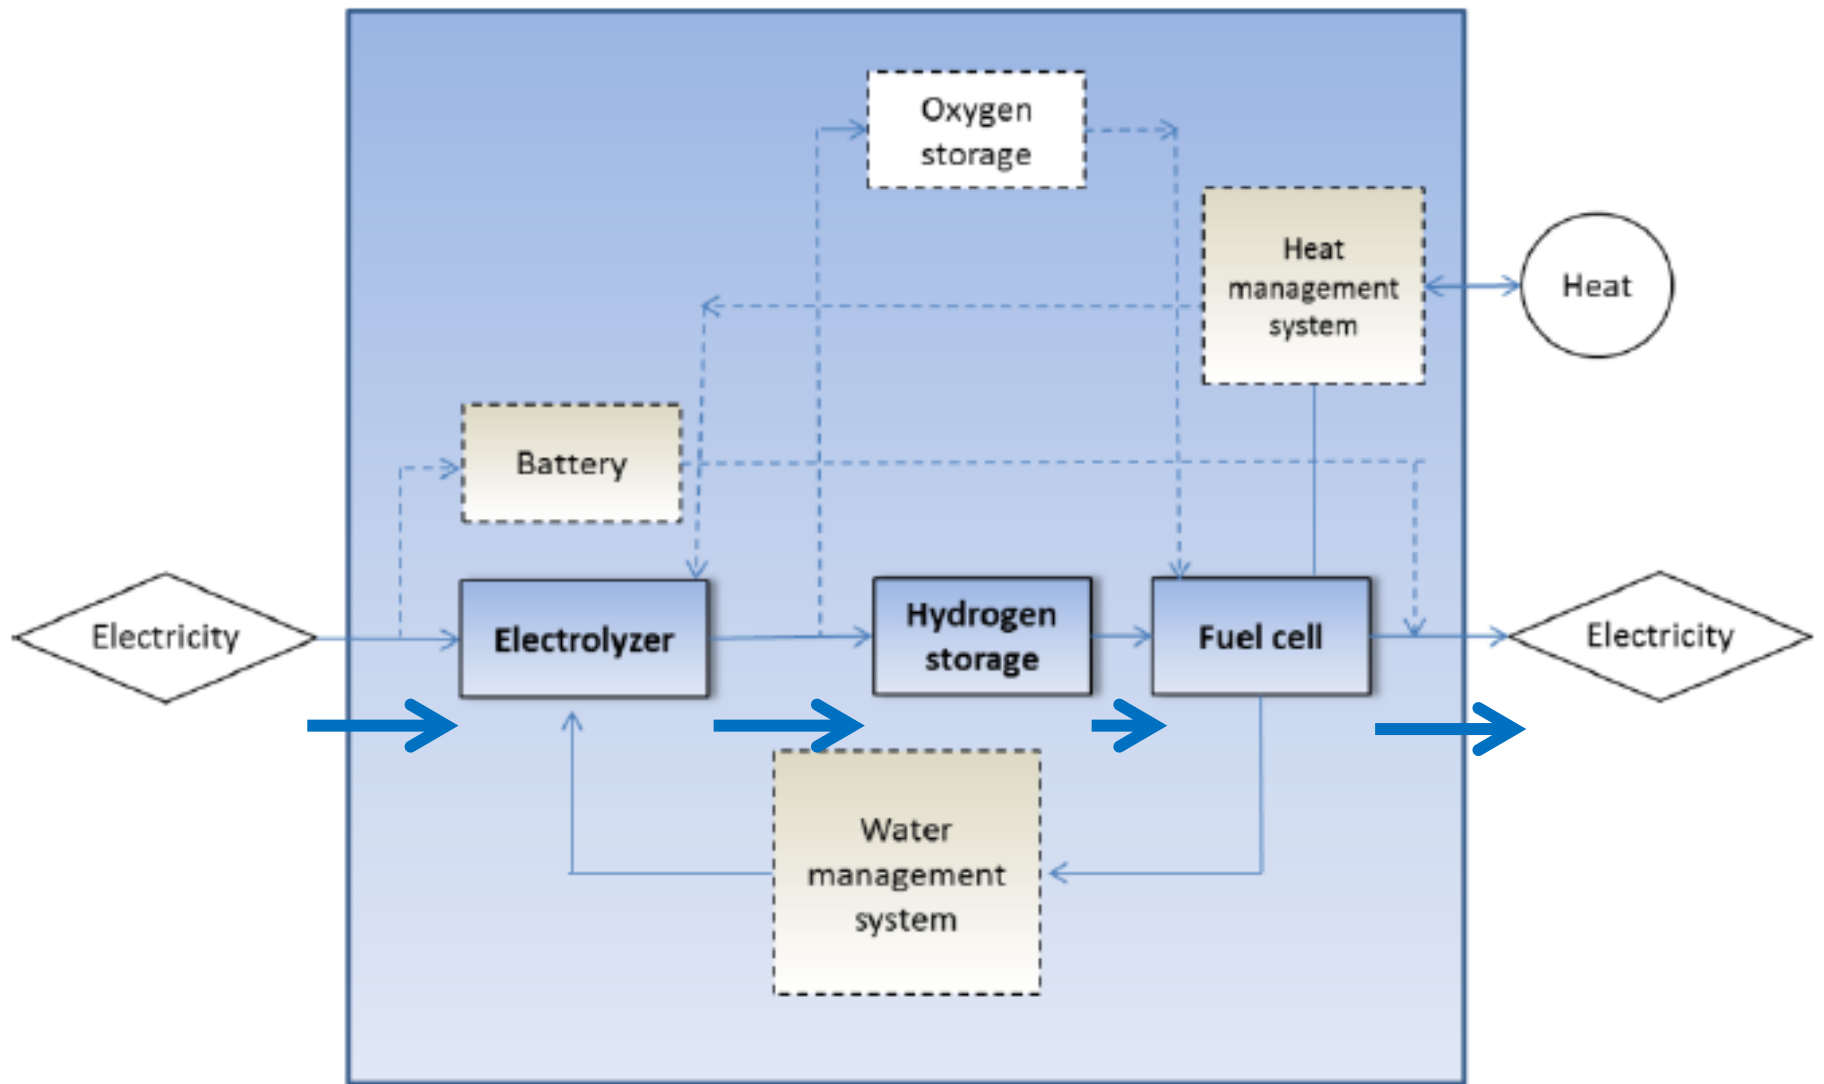 Oxygen
storage
Heat
management
system
Heat
Battery
Electricity
Electrolyzer
Hydrogen
storage
Fuel cell
Electricity
Water
management
system